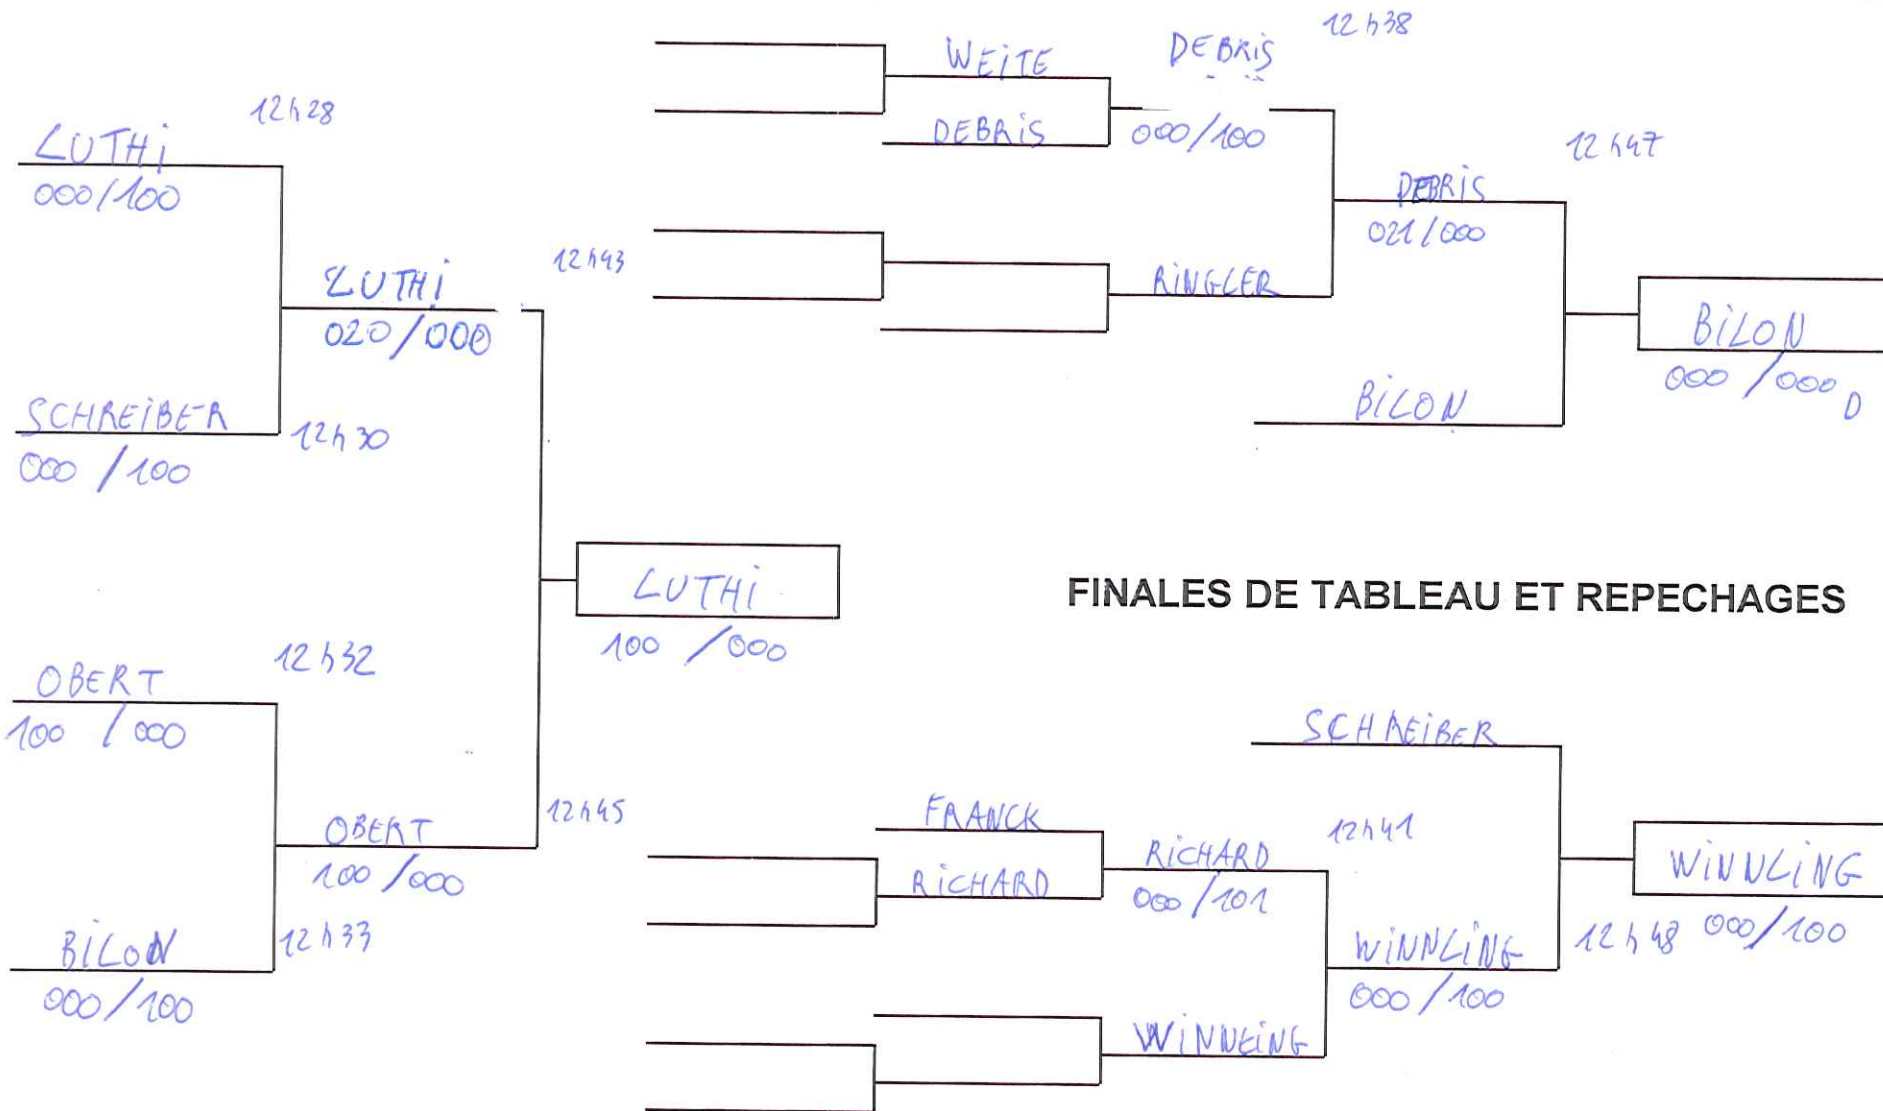 12h38
WEiTE
DEBRiS
12h28
LUTHi
000/100
DEBRiS
000/100
12h47
DEBRiS
021/000
LUTHi
020/000
12h43
RiNGLER
BiLON
000/000 D
BiLON
SCHREiBER
12h30
000/100
LUTHi
100/000
FINALES DE TABLEAU ET REPECHAGES
OBERT
12h32
100/000
SCHREiBER
FRANCK
12h45
OBERT
100/000
RiCHARD
RiCHARD
000/101
12h41
WiNNLiNG
000/100
12h48
BiLON
12h33
000/100
WiNNLiNG
000/100
WiNNLiNG